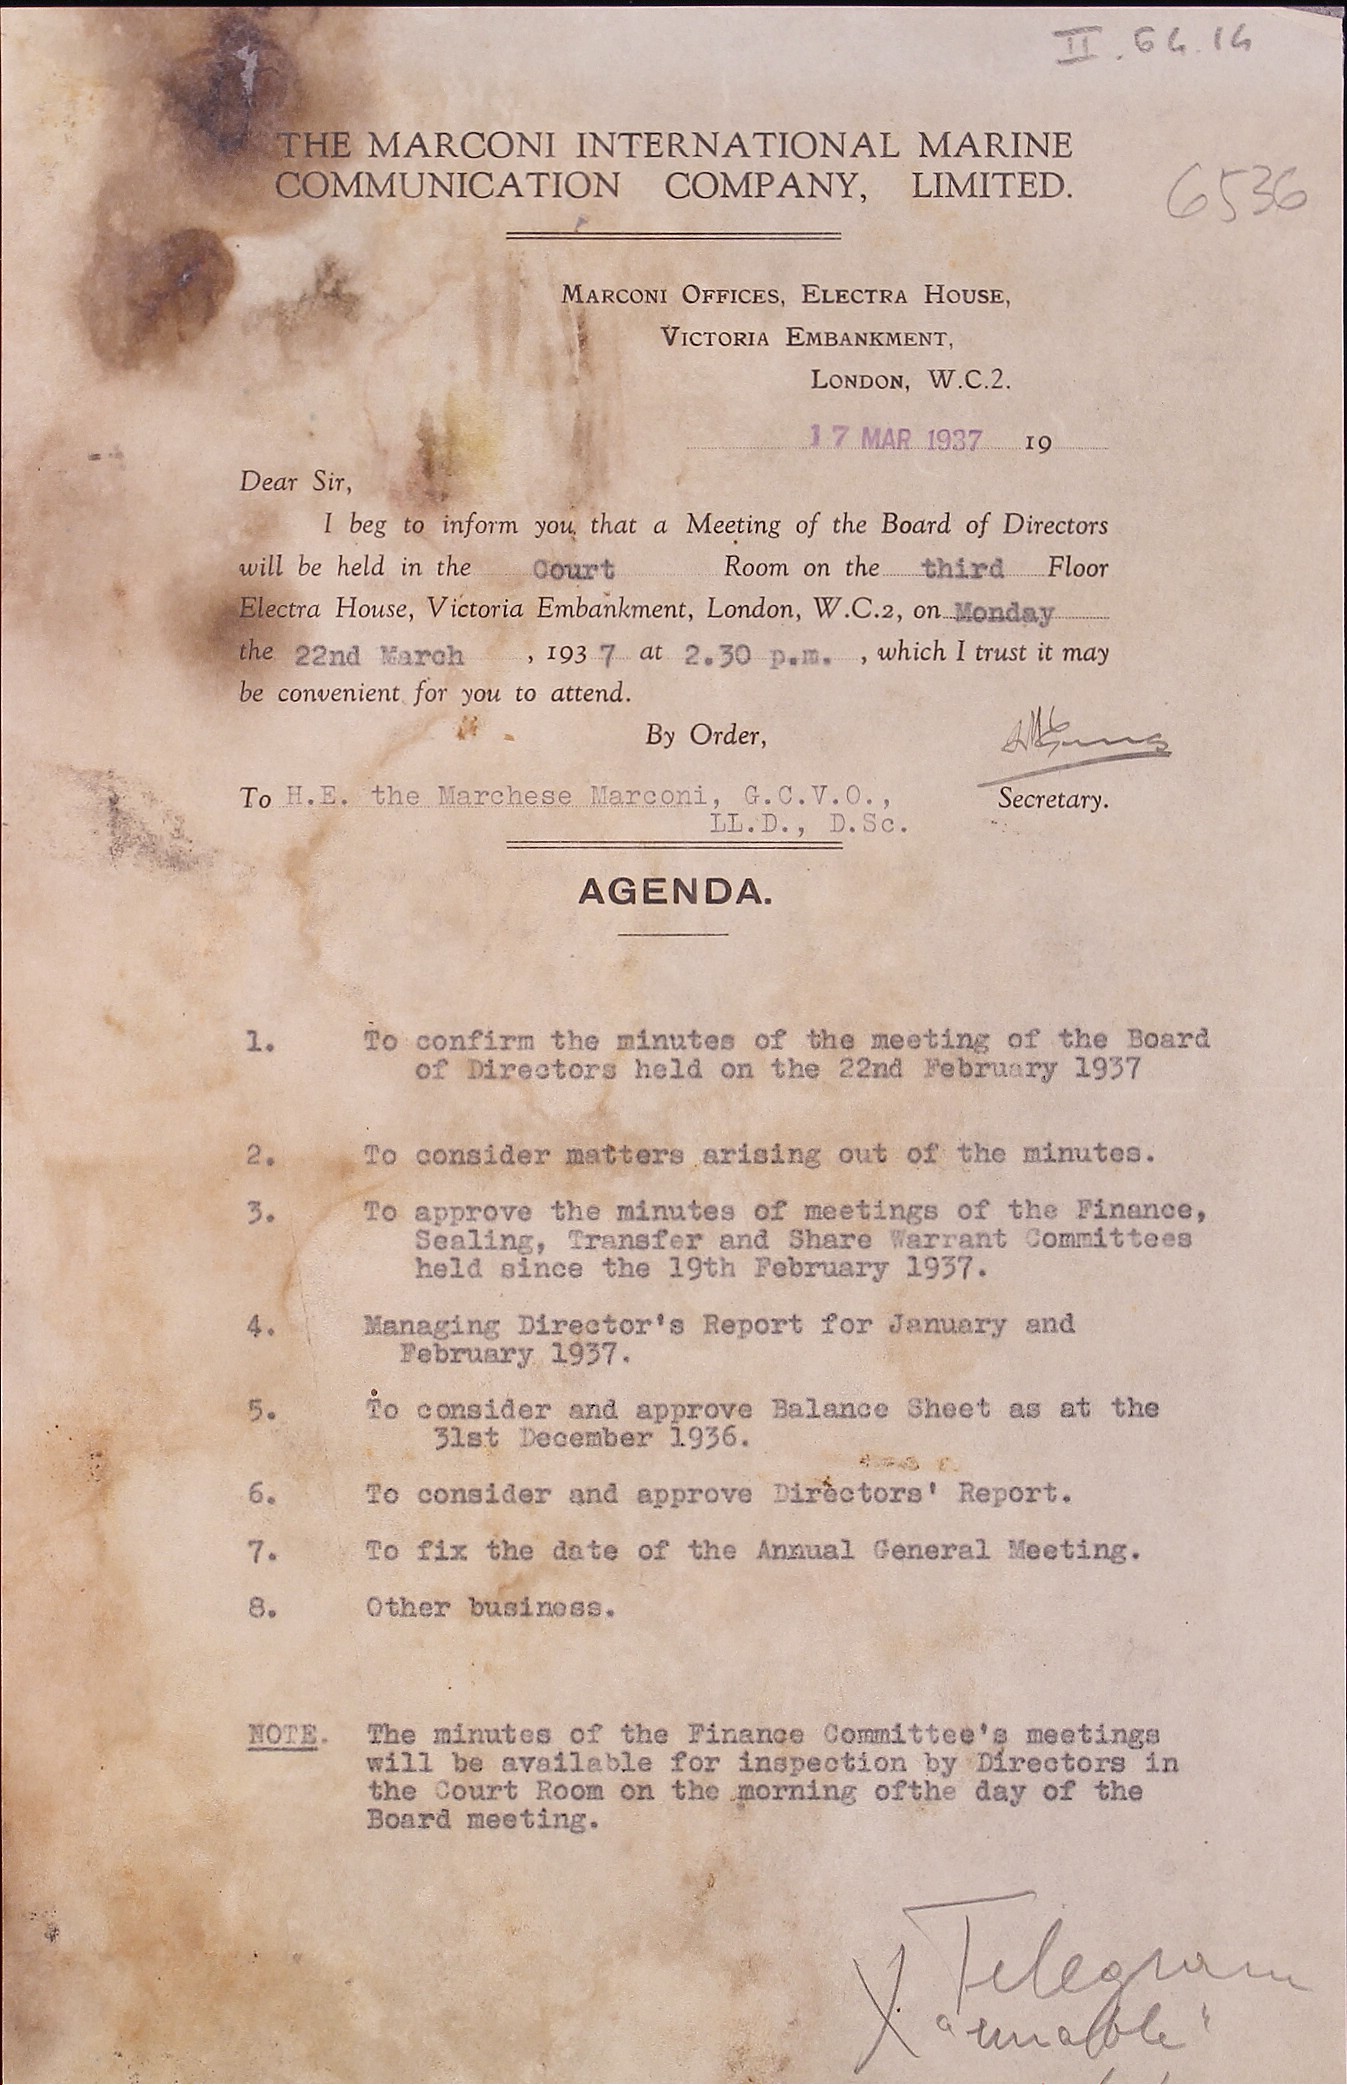 II. 64.14
THE MARCONI INTERNATIONAL MARINE
COMMUNICATION COMPANY, LIMITED.
6536
MARCONI OFFICES, ELECTRA HOUSE,
VICTORIA EMBANKMENT,
LONDON, W.C.2.
17 MAR 1937 19
Dear Sir,
I beg to inform you, that a Meeting of the Board of Directors
will be held in the Court Room on the third Floor
Electra House, Victoria Embankment, London, W.C.2, on Monday
the 22nd March , 1937 at 2.30 p.m. , which I trust it may
be convenient for you to attend.
By Order,
To H.E. the Marchese Marconi, G.C.V.O.,
LL.D., D.Sc.
Secretary.
AGENDA.
1. To confirm the minutes of the meeting of the Board
of Directors held on the 22nd February 1937
2. To consider matters arising out of the minutes.
3. To approve the minutes of meetings of the Finance,
Sealing, Transfer and Share Warrant Committees
held since the 19th February 1937.
4. Managing Director's Report for January and
February 1937.
5. To consider and approve Balance Sheet as at the
31st December 1936.
6. To consider and approve Directors' Report.
7. To fix the date of the Annual General Meeting.
8. Other business.
NOTE. The minutes of the Finance Committee's meetings
will be available for inspection by Directors in
the Court Room on the morning ofthe day of the
Board meeting.
X Telegram
"unable"